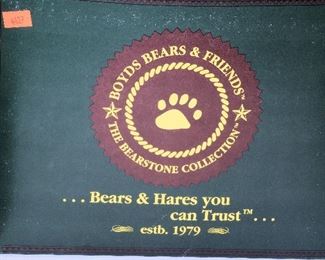 BOYDS BEARS & FRIENDS™
THE BEARSTONE COLLECTION™
. . . Bears & Hares you
can Trust™ . . .
estb. 1979